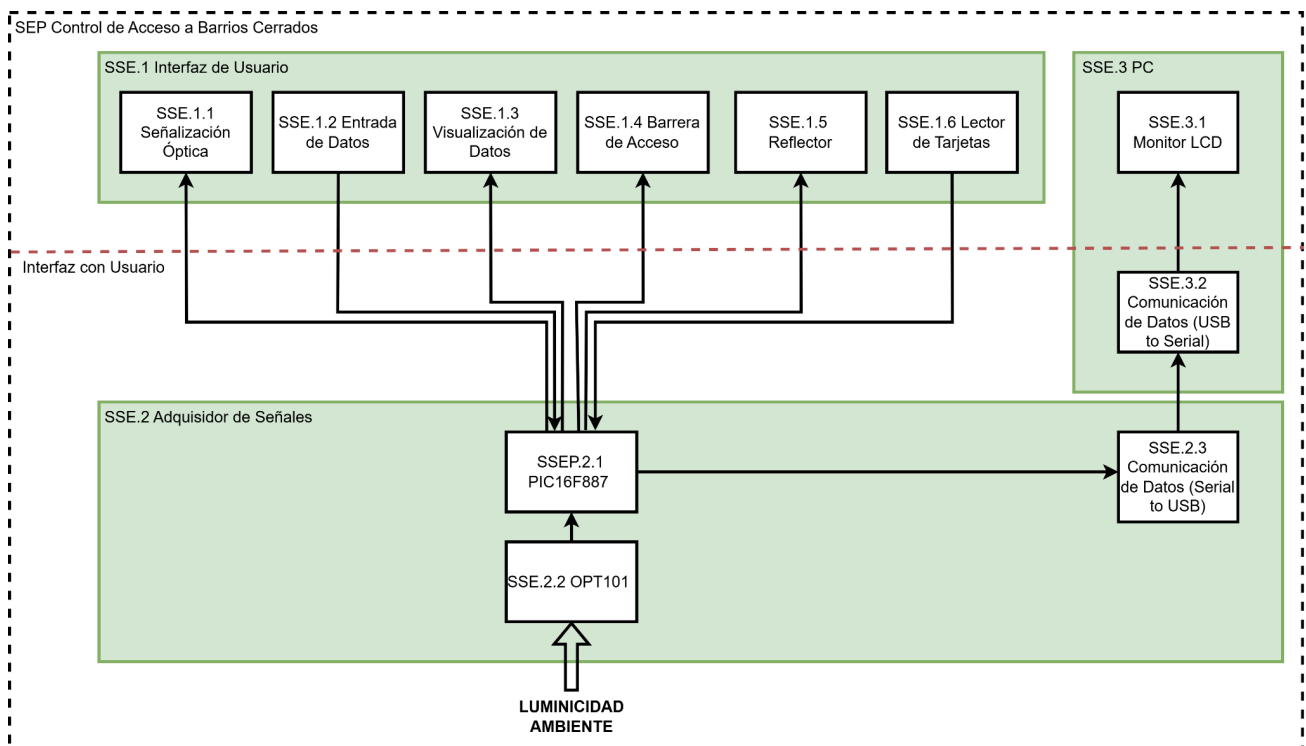 SEP Control de Acceso a Barrios Cerrados
SSE.1 Interfaz de Usuario
SSE.1.1
Señalización
Óptica
SSE.1.2 Entrada
de Datos
SSE.1.3
Visualización de
Datos
SSE.1.4 Barrera
de Acceso
SSE.1.5
Reflector
SSE.1.6 Lector
de Tarjetas
SSE.3 PC
SSE.3.1
Monitor LCD
Interfaz con Usuario
SSE.3.2
Comunicación
de Datos (USB
to Serial)
SSE.2 Adquisidor de Señales
SSEP.2.1
PIC16F887
SSE.2.3
Comunicación
de Datos (Serial
to USB)
SSE.2.2 OPT101
LUMINICIDAD
AMBIENTE